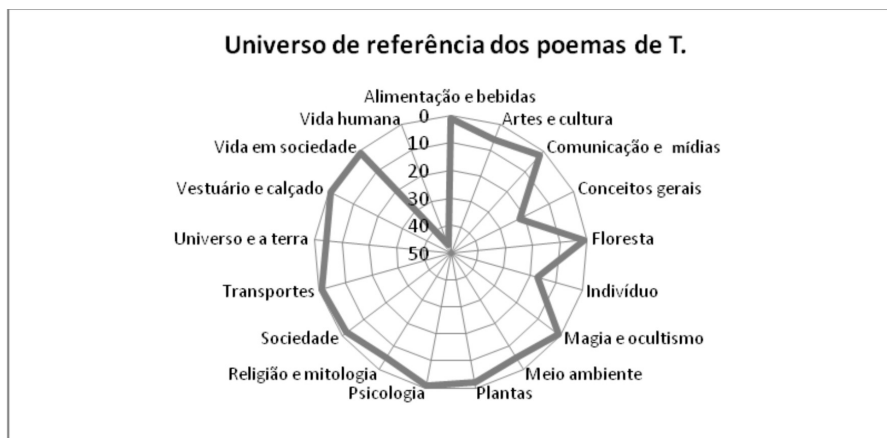 Universo de referência dos poemas de T.
Alimentação e bebidas
Vida humana
0
Artes e cultura
Vida em sociedade
10
Comunicação e mídias
20
Vestuário e calçado
30
Conceitos gerais
40
Universo e a terra
50
Floresta
Transportes
Indivíduo
Sociedade
Magia e ocultismo
Religião e mitologia
Meio ambiente
Psicologia
Plantas